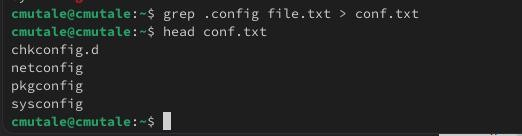 cmutale@cmutale:~$ grep .config file.txt > conf.txt
cmutale@cmutale:~$ head conf.txt
chkconfig.d
netconfig
pkgconfig
sysconfig
cmutale@cmutale:~$